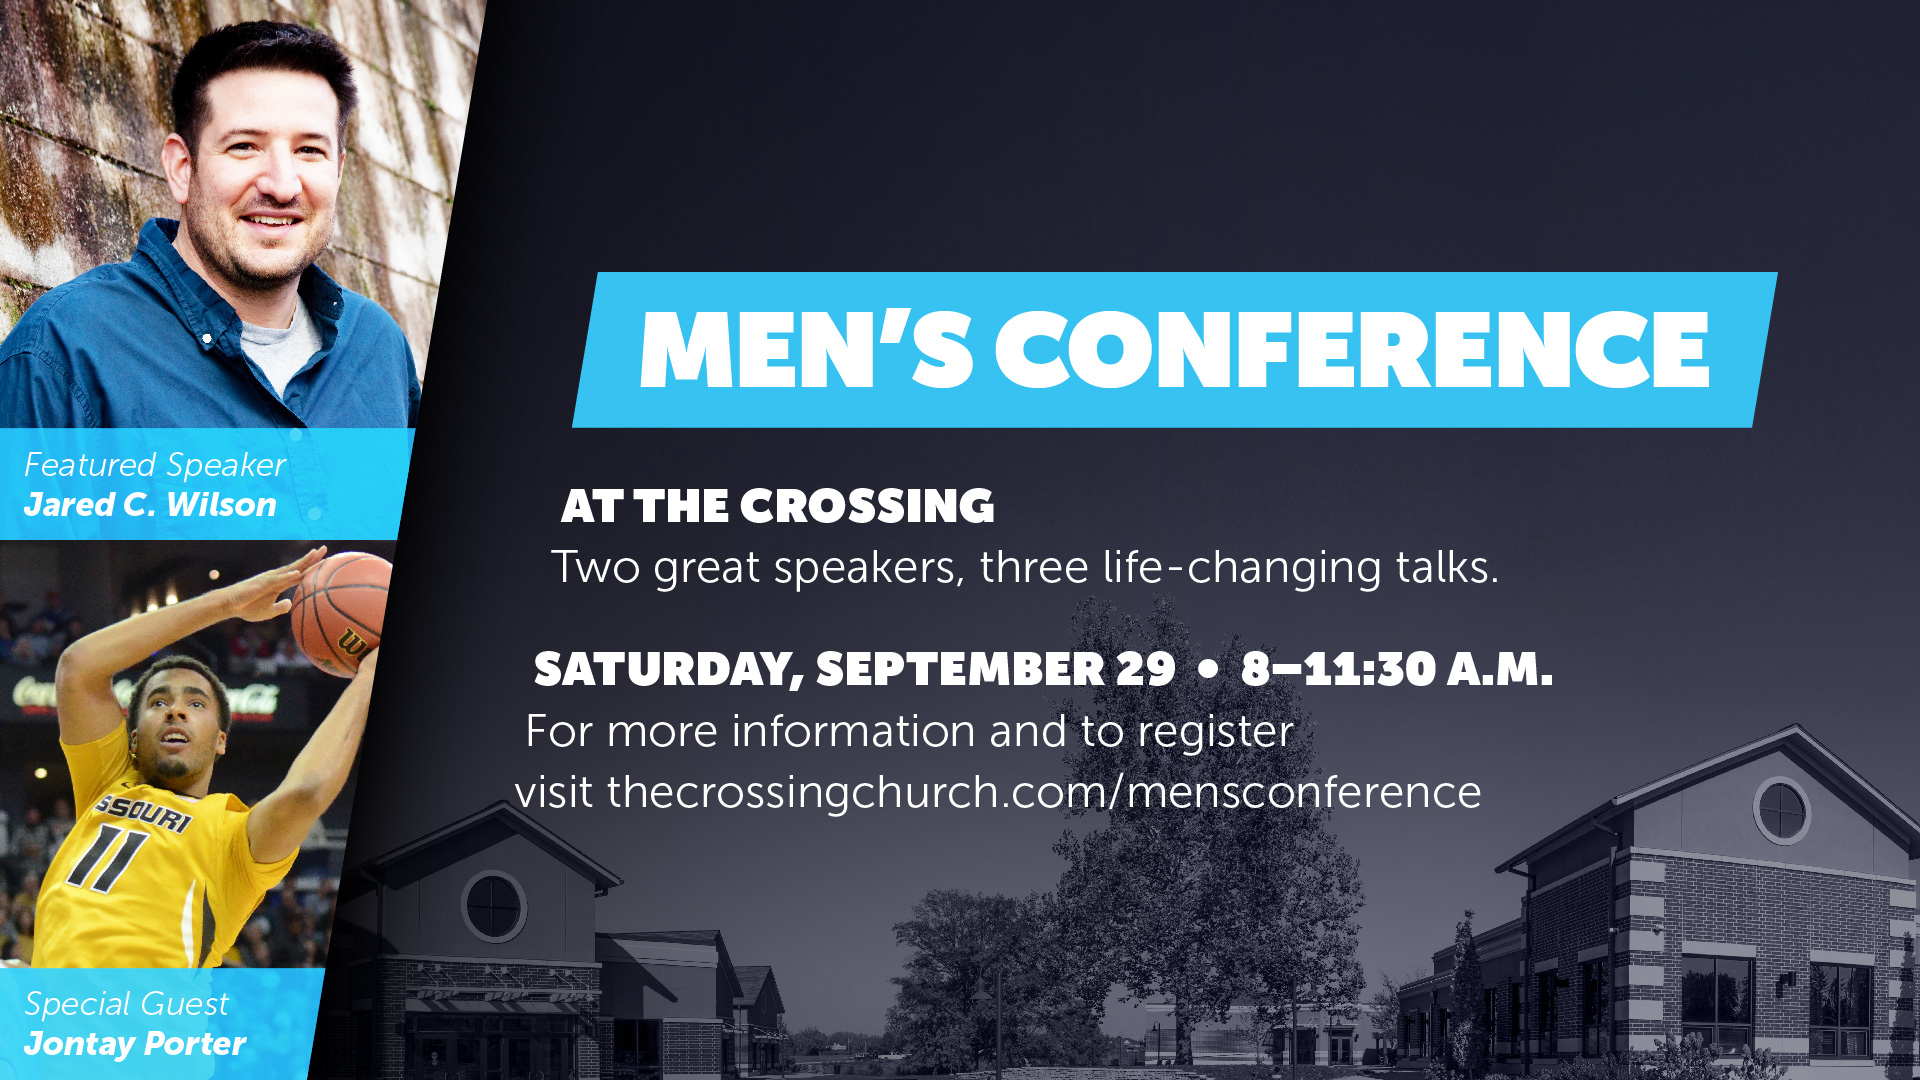 MEN'S CONFERENCE
AT THE CROSSING
Two great speakers, three life-changing talks.
SATURDAY, SEPTEMBER 29 • 8–11:30 A.M.
For more information and to register
visit thecrossingchurch.com/mensconference
Featured Speaker
Jared C. Wilson
SSOURI
11
Special Guest
Jontay Porter